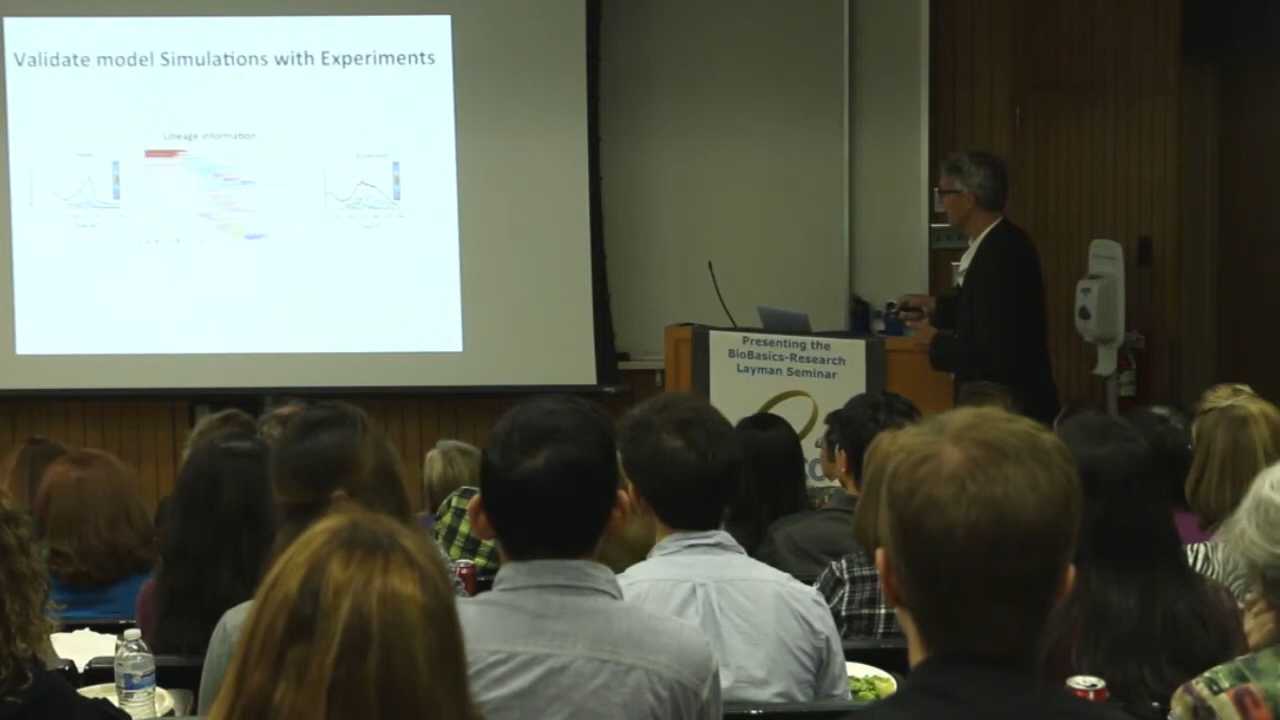 Validate model Simulations with Experiments
Lineage information
Presenting the
BioBasics-Research
Layman Seminar